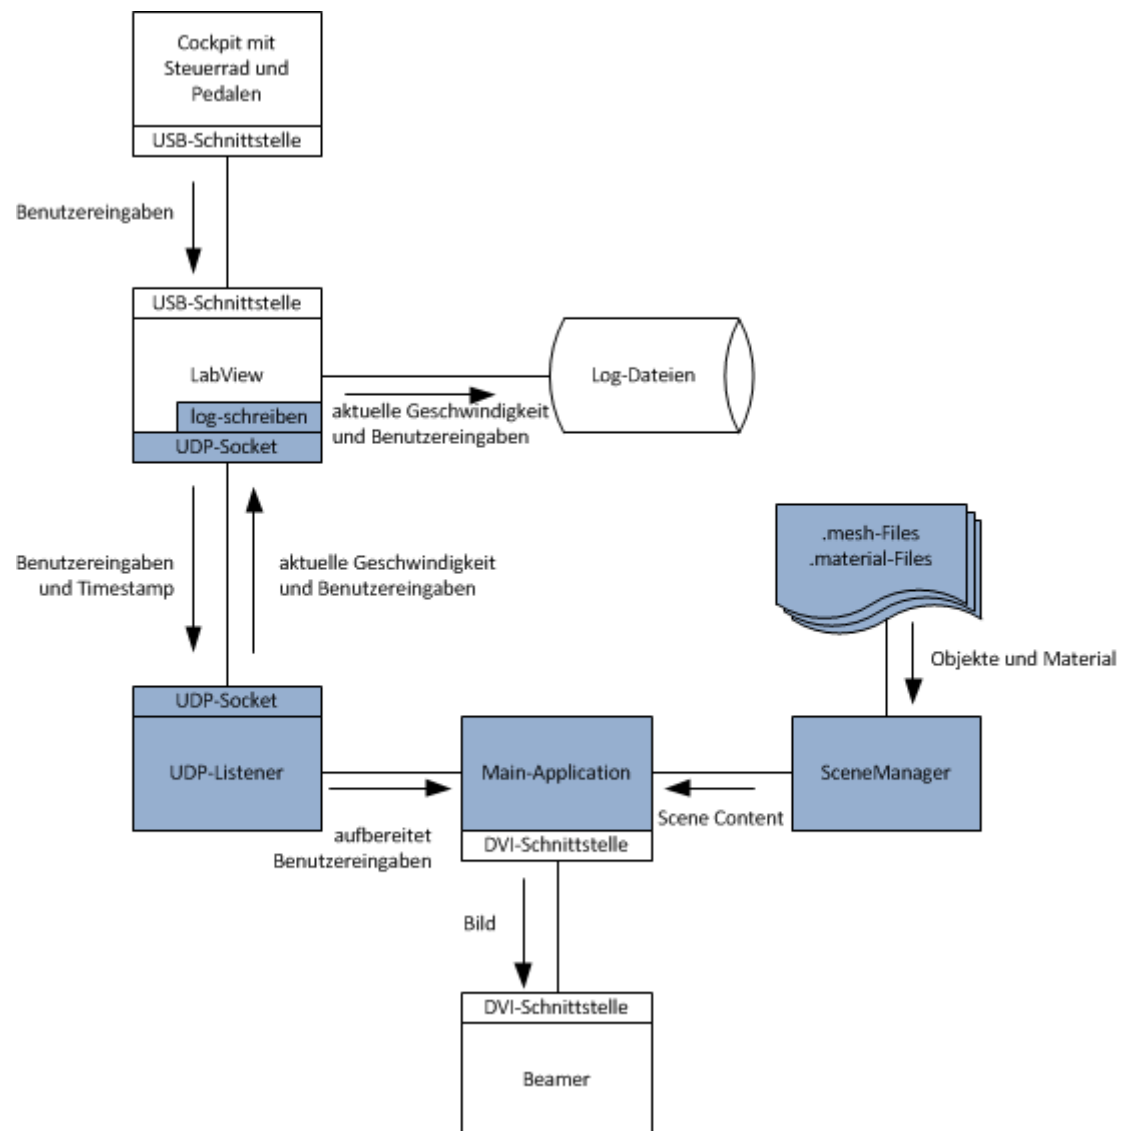 Cockpit mit
Steuerrad und
Pedalen
USB-Schnittstelle
Benutzereingaben
USB-Schnittstelle
LabView
log-schreiben
UDP-Socket
aktuelle Geschwindigkeit
und Benutzereingaben
Log-Dateien
Benutzereingaben
und Timestamp
aktuelle Geschwindigkeit
und Benutzereingaben
.mesh-Files
.material-Files
Objekte und Material
UDP-Socket
UDP-Listener
aufbereitet
Benutzereingaben
Main-Application
DVI-Schnittstelle
Scene Content
SceneManager
Bild
DVI-Schnittstelle
Beamer